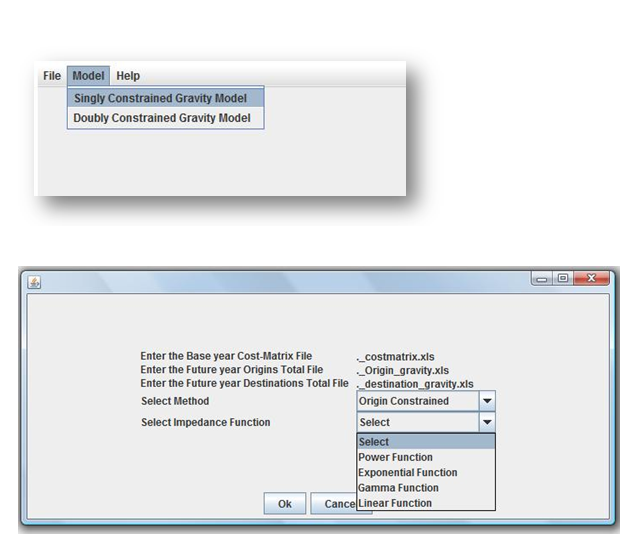 File Model Help
Singly Constrained Gravity Model
Doubly Constrained Gravity Model
Enter the Base year Cost-Matrix File ._costmatrix.xls
Enter the Future year Origins Total File ._Origin_gravity.xls
Enter the Future year Destinations Total File ._destination_gravity.xls
Select Method Origin Constrained
Select Impedance Function Select
Select
Power Function
Exponential Function
Gamma Function
Linear Function
Ok Cance